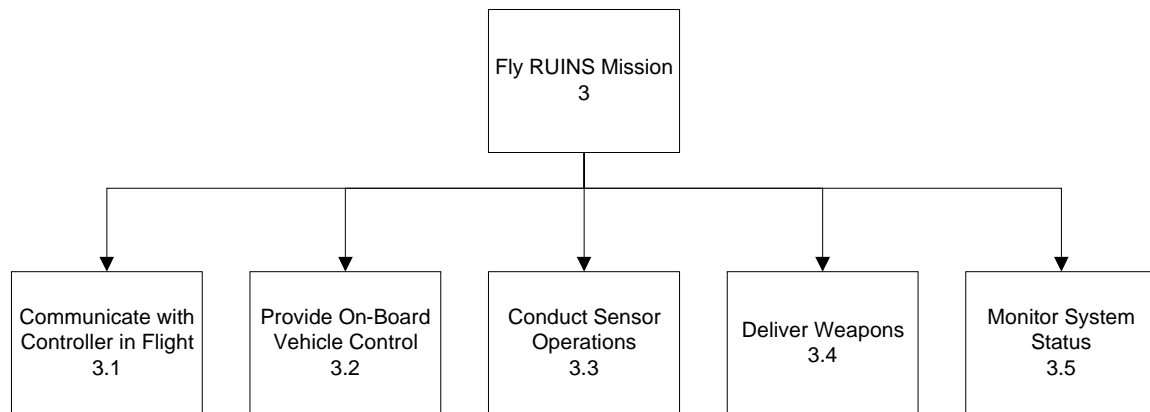 Fly RUINS Mission
3
Communicate with
Controller in Flight
3.1
Provide On-Board
Vehicle Control
3.2
Conduct Sensor
Operations
3.3
Deliver Weapons
3.4
Monitor System
Status
3.5